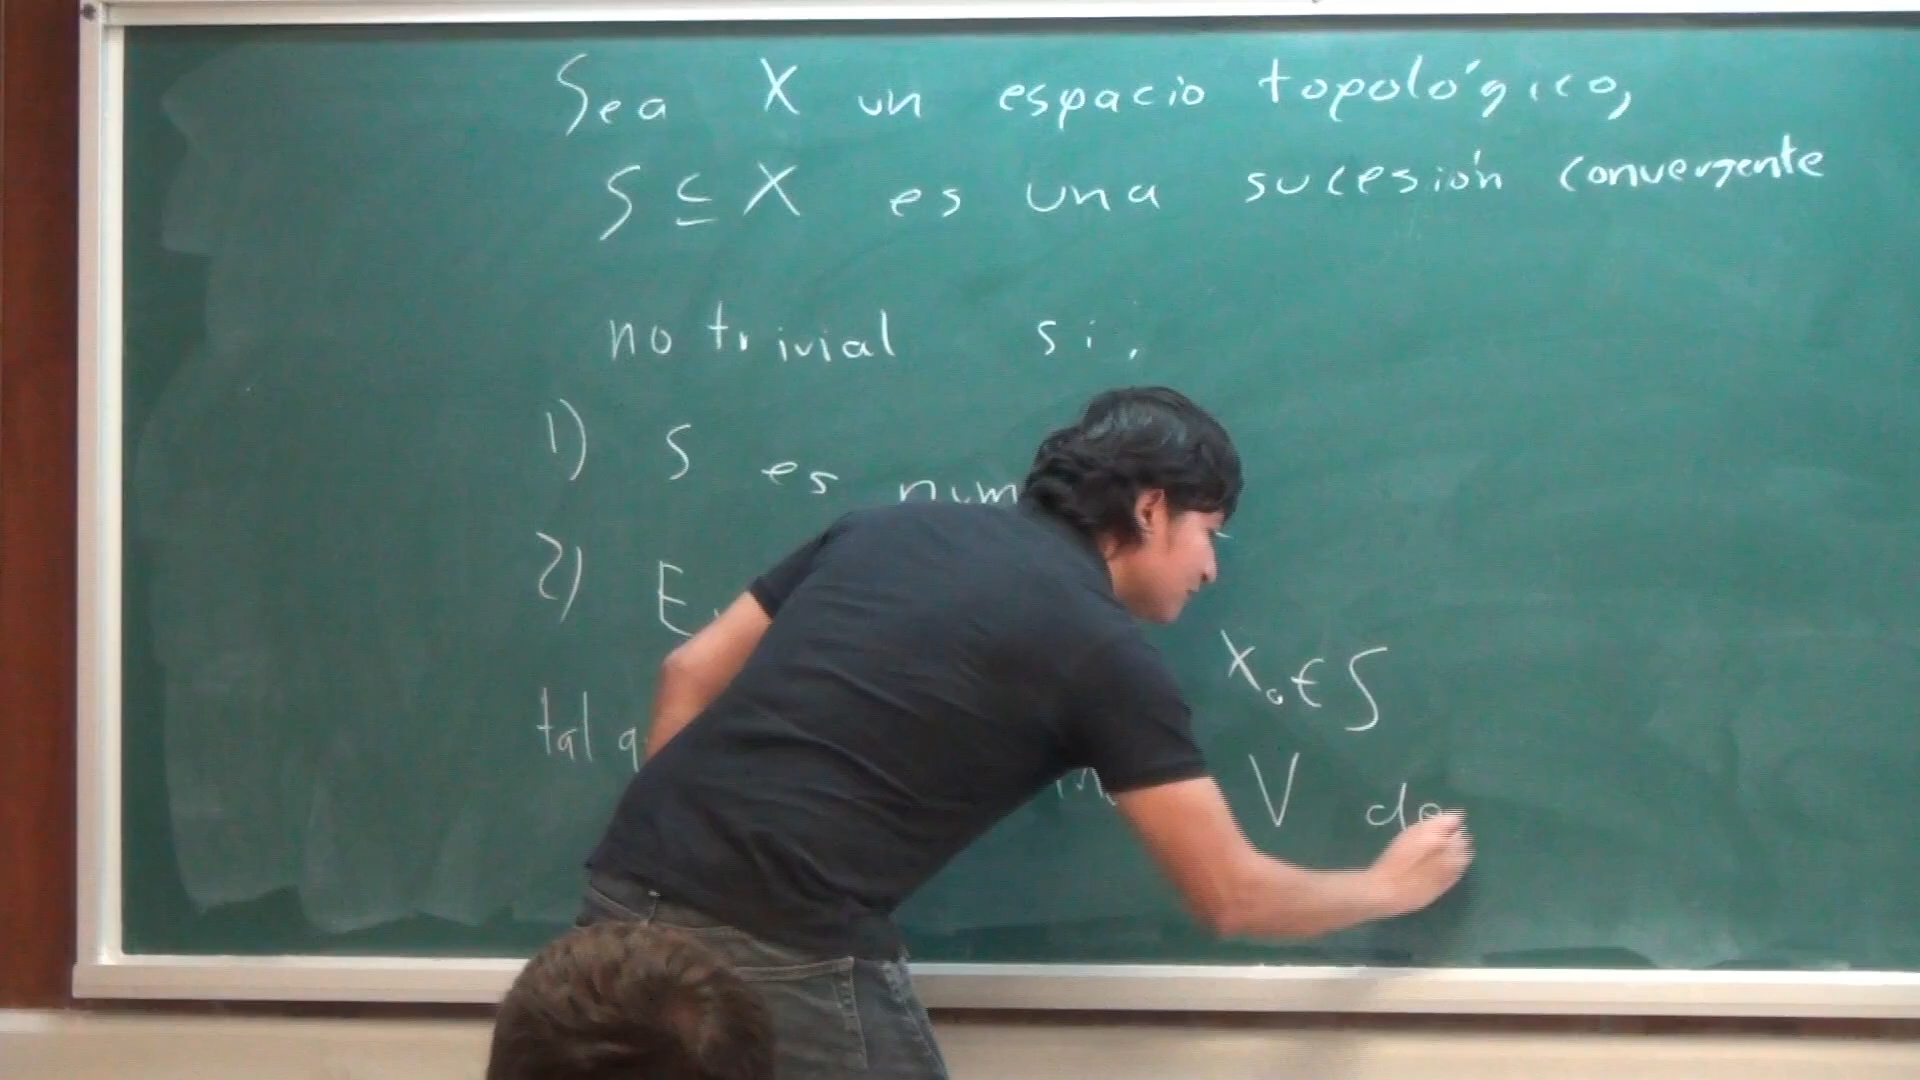 Sea X un espacio topológico,
S ⊆ X es una sucesión convergente
no trivial si,
1) S es num
2) E x₀ ∈ S
tal q V de